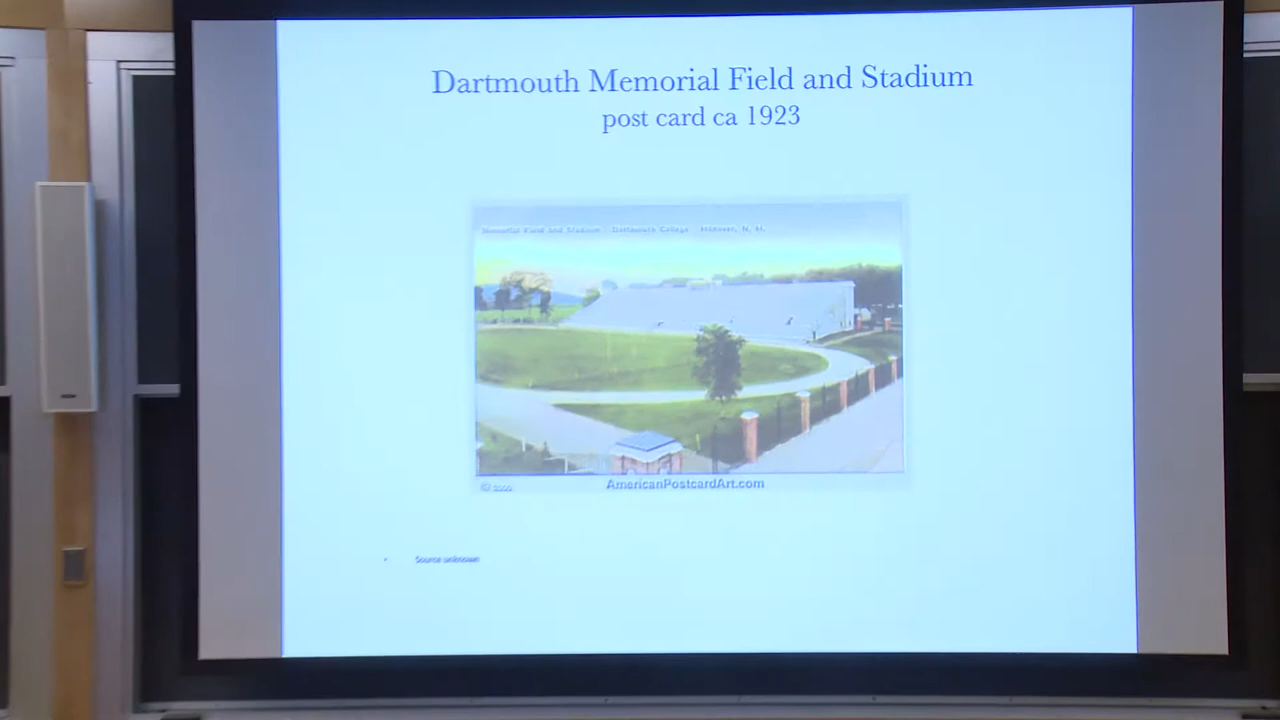 Dartmouth Memorial Field and Stadium
post card ca 1923
Memorial Field and Stadium Dartmouth College Hanover, N. H.
AmericanPostcardArt.com
• Source unknown